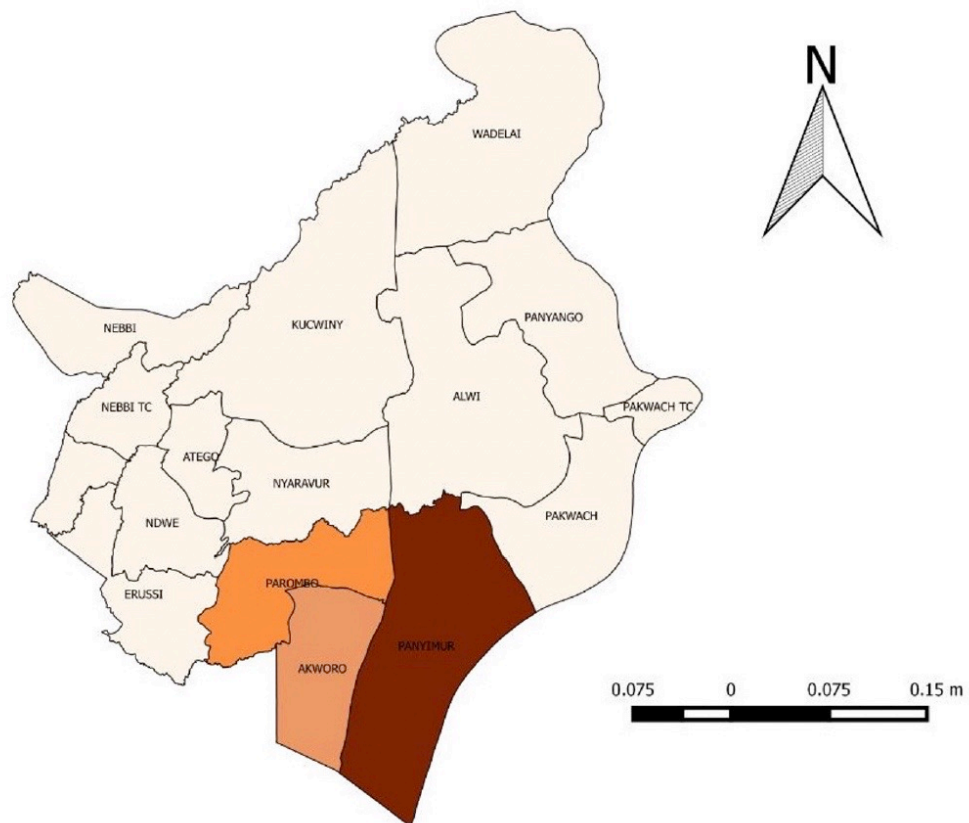 N
WADELAI
PANYANGO
KUCWINY
NEBBI
ALWI
NEBBI TC
PAKWACH TC
ATEGO
NYARAVUR
PAKWACH
NDWE
PAROMBO
ERUSSI
PANYIMUR
AKWORO
0.075 0 0.075 0.15 m